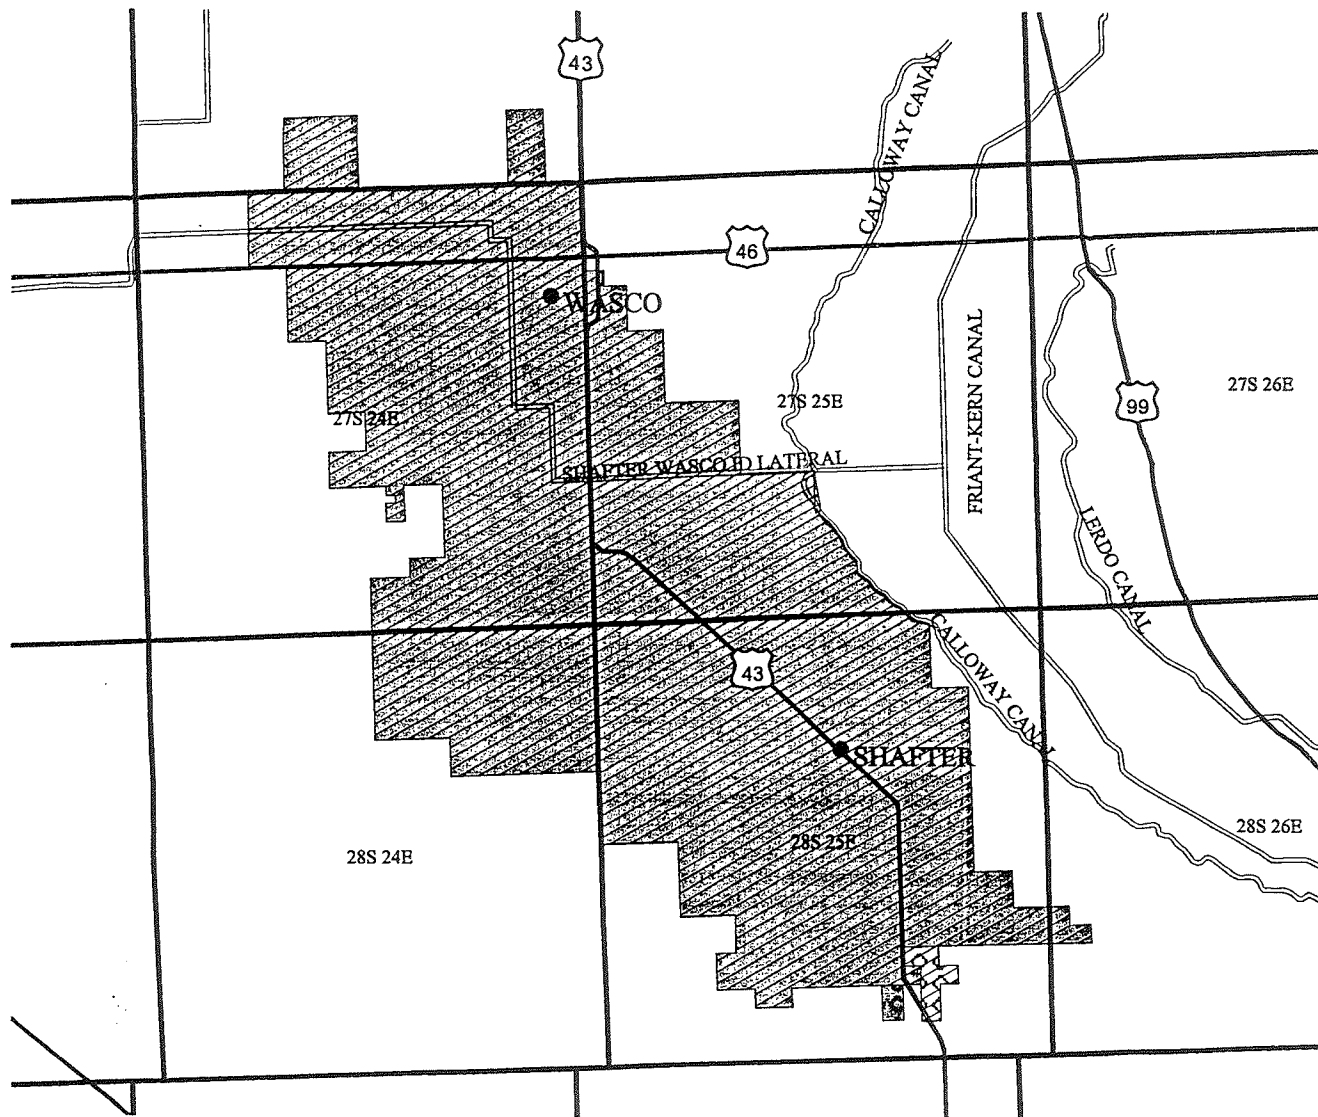 43
CALLOWAY CANAL
46
WASCO
27S 24E
27S 25E
FRIANT-KERN CANAL
99
27S 26E
SHAFTER WASCO ID LATERAL
LERDO CANAL
CALLOWAY CANAL
43
SHAFTER
28S 24E
28S 25E
28S 26E